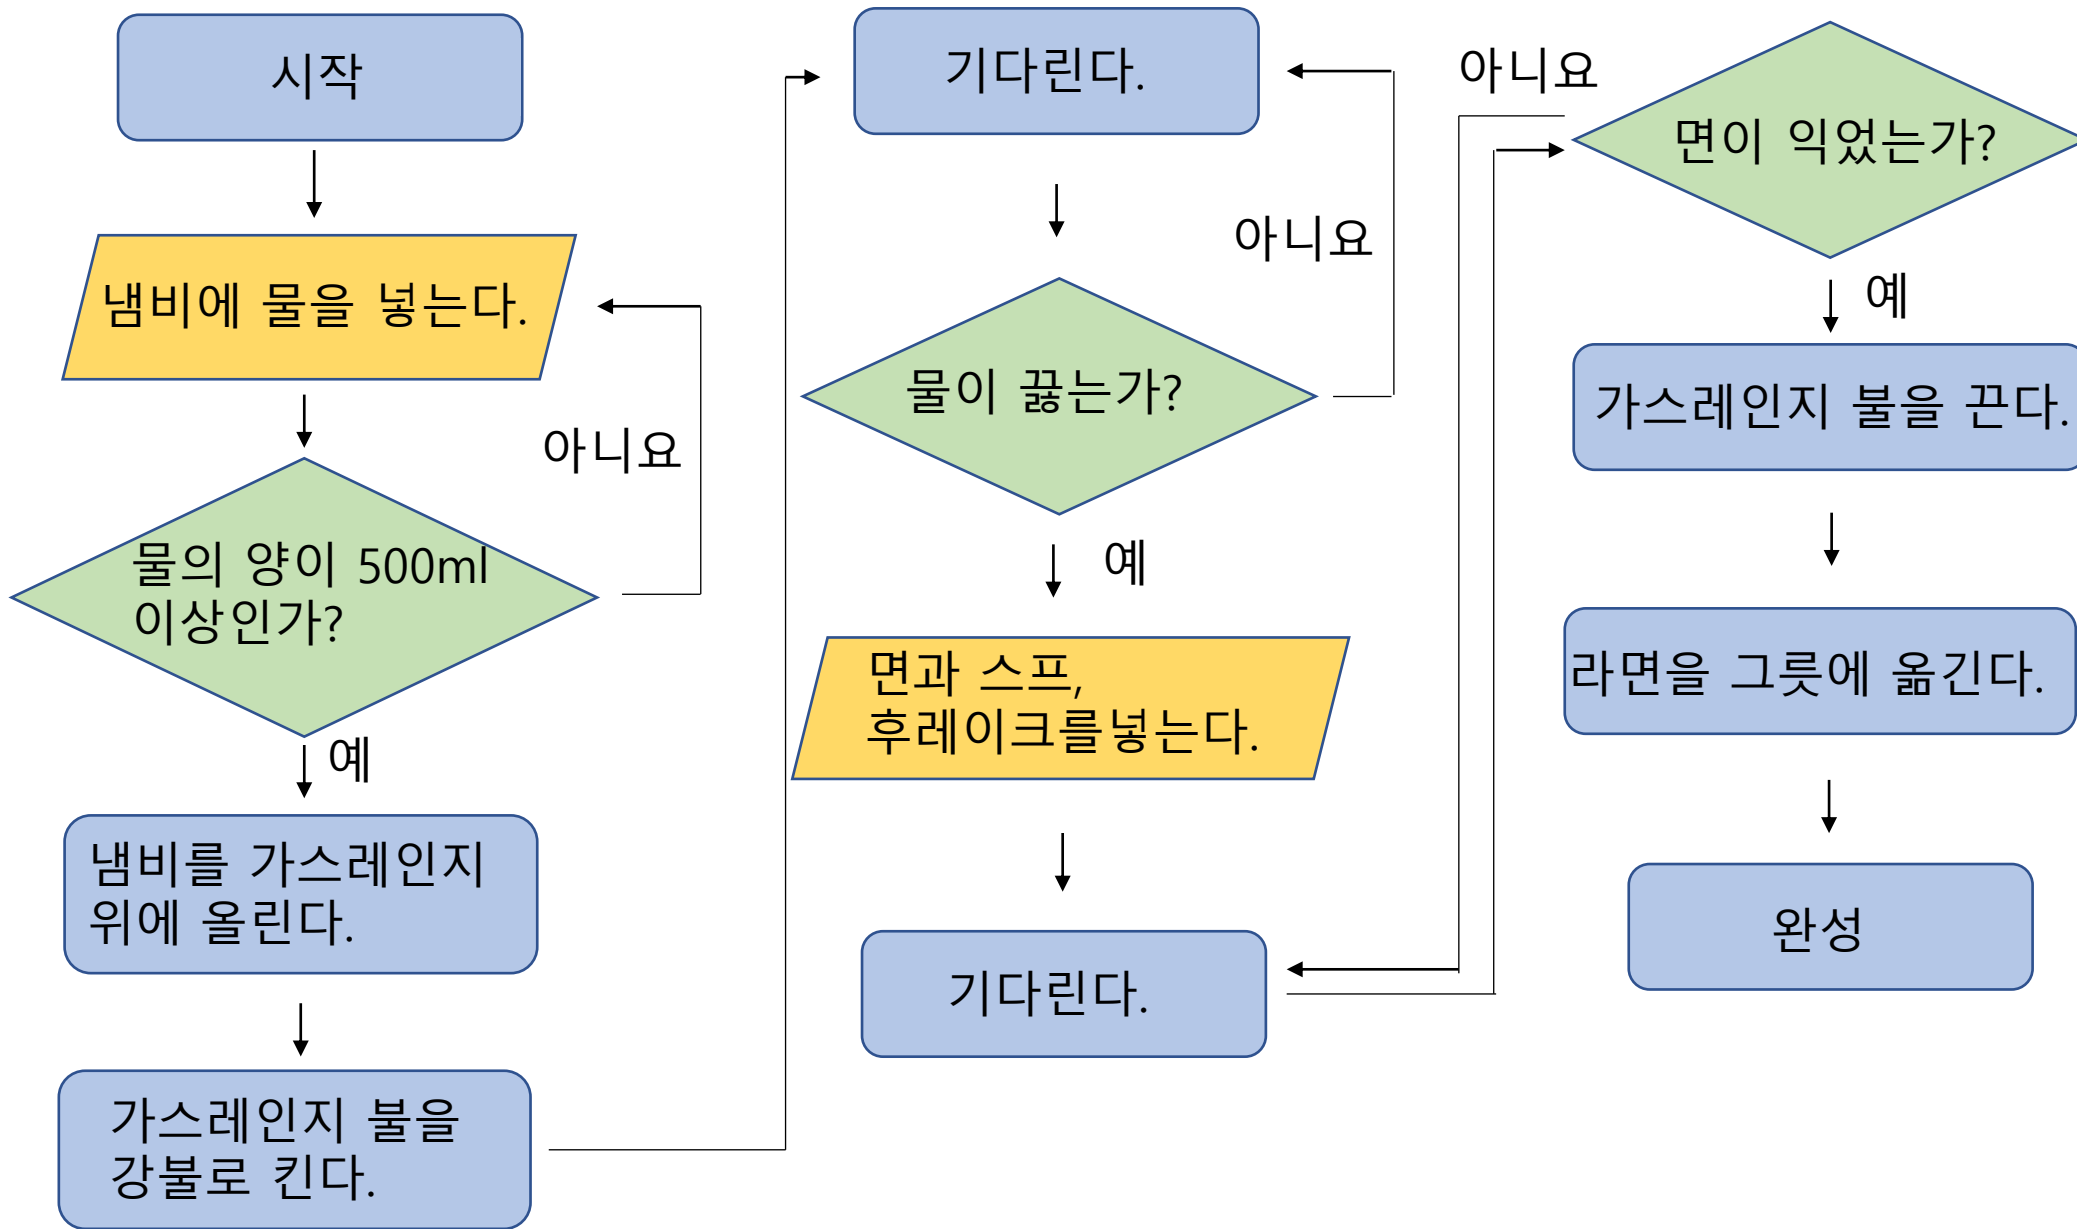 시작
냄비에 물을 넣는다.
아니요
물의 양이 500ml
이상인가?
예
냄비를 가스레인지
위에 올린다.
가스레인지 불을
강불로 킨다.
기다린다.
아니요
물이 끓는가?
예
면과 스프,
후레이크를넣는다.
기다린다.
아니요
면이 익었는가?
예
가스레인지 불을 끈다.
라면을 그릇에 옮긴다.
완성